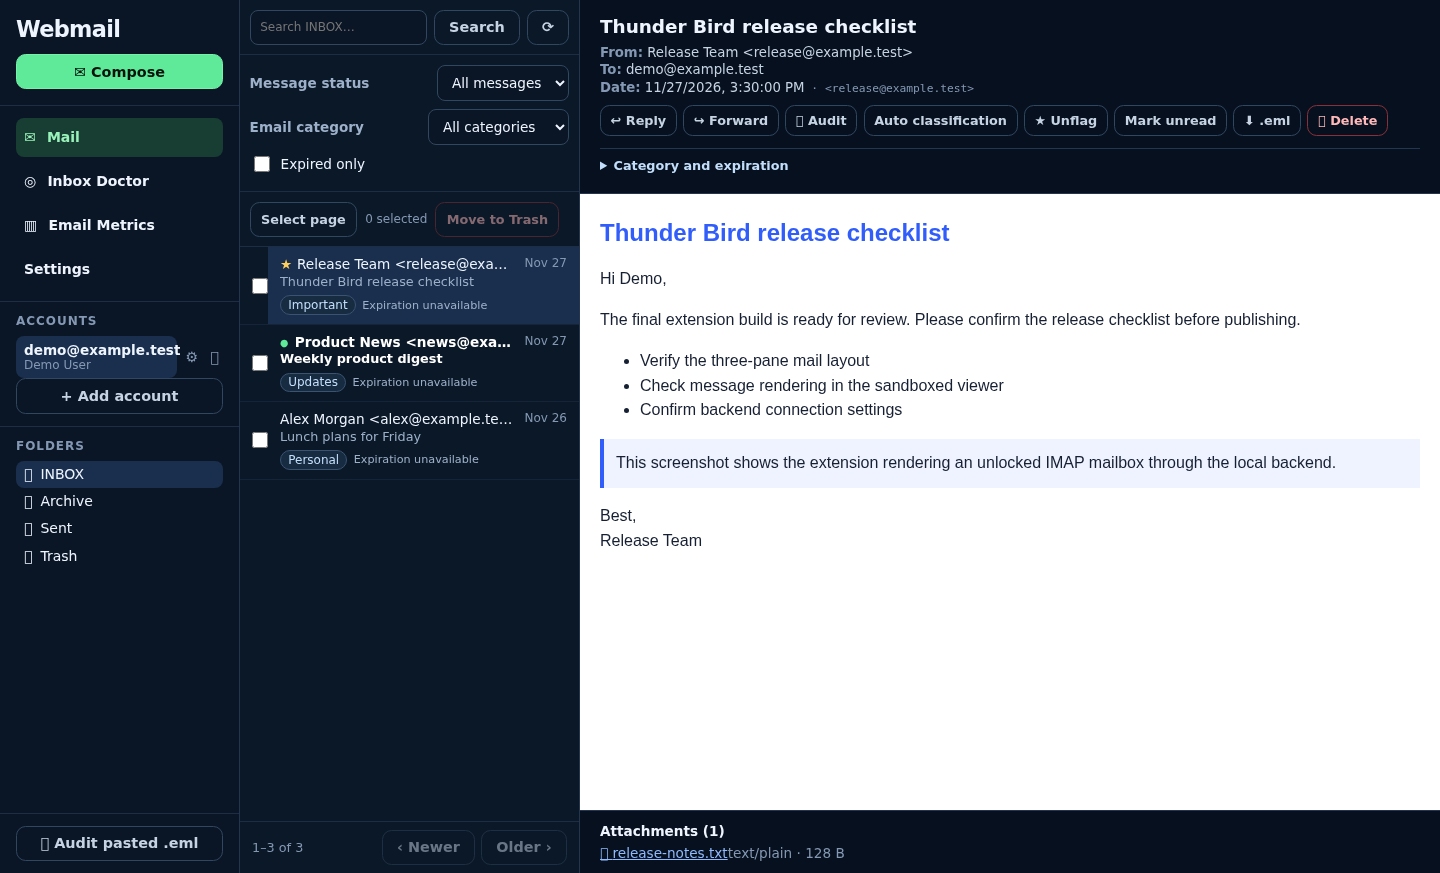 Webmail
✉ Compose
✉ Mail
◎ Inbox Doctor
▥ Email Metrics
Settings
ACCOUNTS
demo@example.test ⚙
Demo User
+ Add account
FOLDERS
INBOX
Archive
Sent
Trash
Audit pasted .eml
Search INBOX...
Search ⟳
Message status All messages
Email category All categories
Expired only
Select page 0 selected Move to Trash
★ Release Team <release@exa... Nov 27
Thunder Bird release checklist
Important Expiration unavailable
● Product News <news@exa... Nov 27
Weekly product digest
Updates Expiration unavailable
Alex Morgan <alex@example.te... Nov 26
Lunch plans for Friday
Personal Expiration unavailable
1–3 of 3 ‹ Newer Older ›
Thunder Bird release checklist
From: Release Team <release@example.test>
To: demo@example.test
Date: 11/27/2026, 3:30:00 PM · <release@example.test>
↩ Reply ↪ Forward Audit Auto classification ★ Unflag Mark unread ⬇ .eml Delete
▶ Category and expiration
Thunder Bird release checklist
Hi Demo,
The final extension build is ready for review. Please confirm the release checklist before publishing.
• Verify the three-pane mail layout
• Check message rendering in the sandboxed viewer
• Confirm backend connection settings
This screenshot shows the extension rendering an unlocked IMAP mailbox through the local backend.
Best,
Release Team
Attachments (1)
release-notes.txttext/plain · 128 B